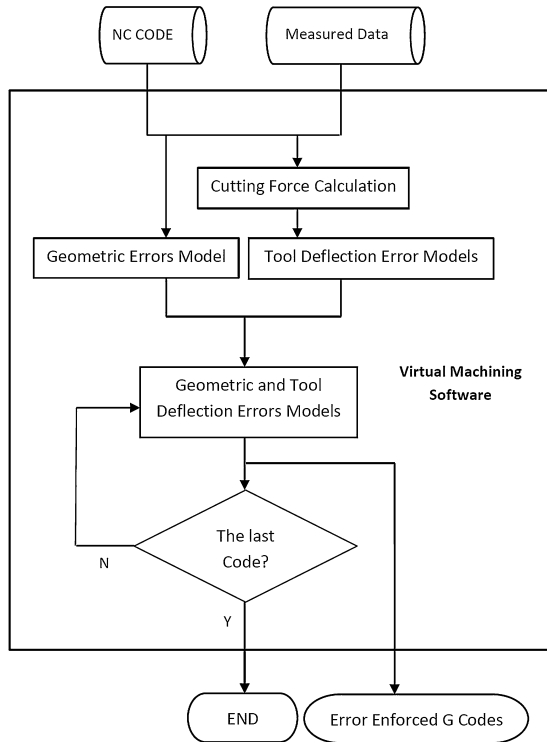 NC CODE
Measured Data
Cutting Force Calculation
Geometric Errors Model
Tool Deflection Error Models
Geometric and Tool
Deflection Errors Models
Virtual Machining
Software
The last
Code?
N
Y
END
Error Enforced G Codes